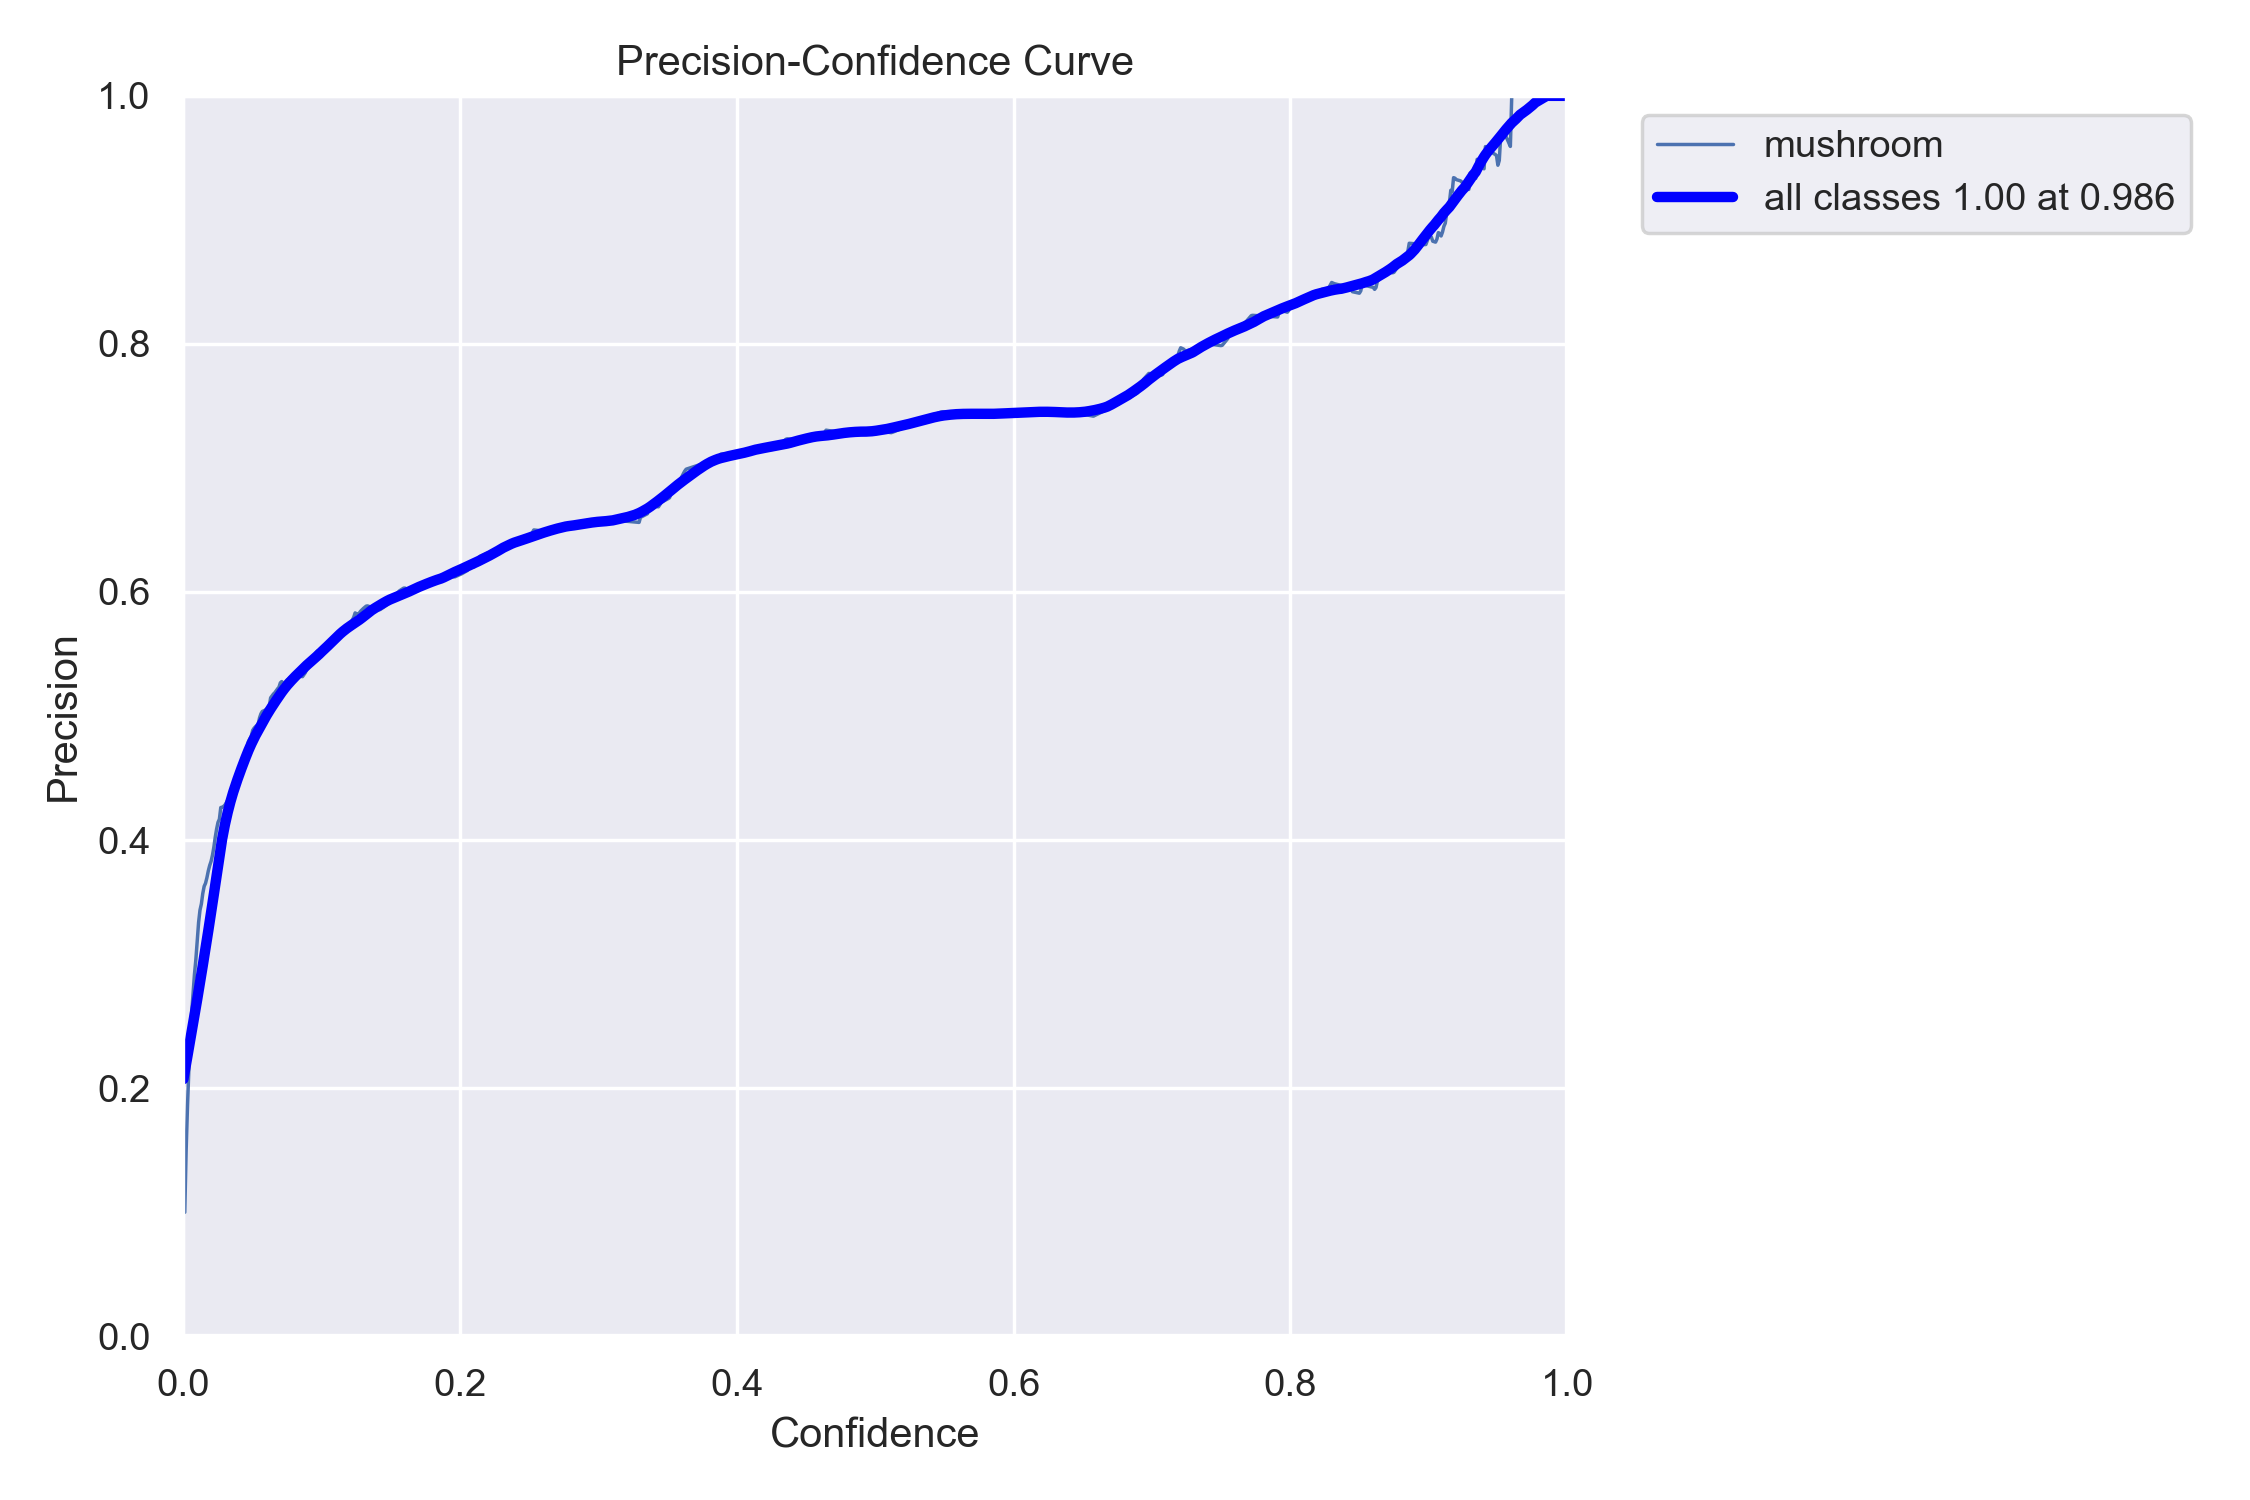 Precision-Confidence Curve
1.0
0.8
0.6
0.4
0.2
0.0
Precision
0.0 0.2 0.4 0.6 0.8 1.0
Confidence
mushroom
all classes 1.00 at 0.986